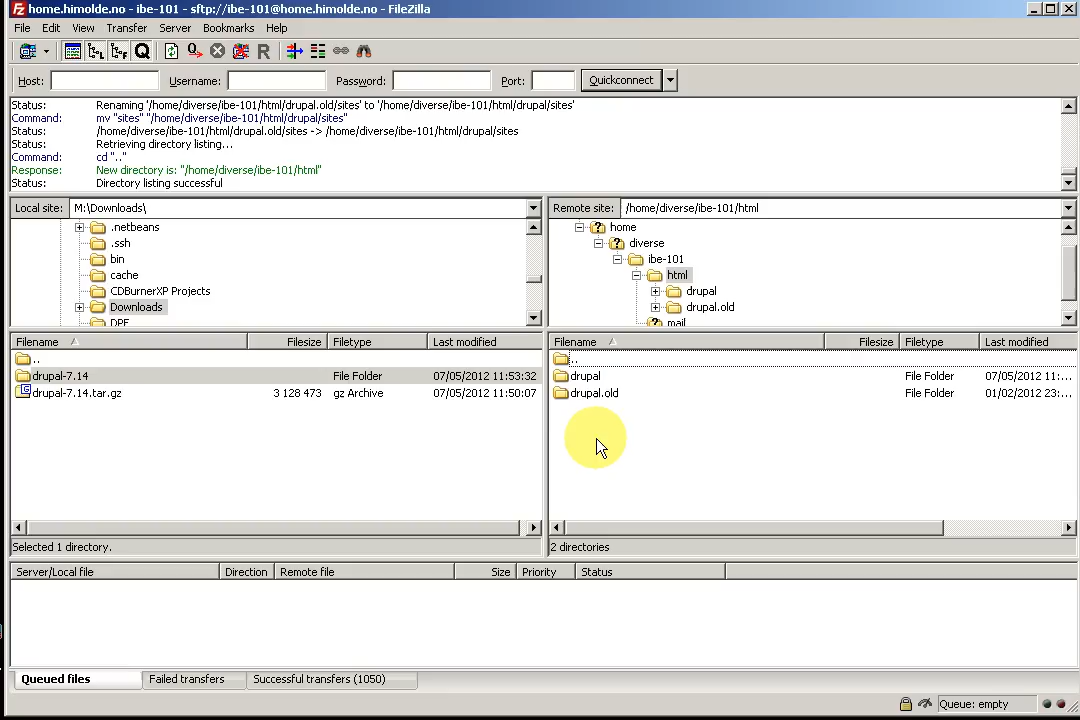 home.himolde.no - ibe-101 - sftp://ibe-101@home.himolde.no - FileZilla
File Edit View Transfer Server Bookmarks Help
Host: Username: Password: Port: Quickconnect
Status: Renaming '/home/diverse/ibe-101/html/drupal.old/sites' to '/home/diverse/ibe-101/html/drupal/sites'
Command: mv "sites" "/home/diverse/ibe-101/html/drupal/sites"
Status: /home/diverse/ibe-101/html/drupal.old/sites -> /home/diverse/ibe-101/html/drupal/sites
Status: Retrieving directory listing...
Command: cd ".."
Response: New directory is: "/home/diverse/ibe-101/html"
Status: Directory listing successful
Local site: M:\Downloads\
.netbeans
.ssh
bin
cache
CDBurnerXP Projects
Downloads
DPE
Remote site: /home/diverse/ibe-101/html
home
diverse
ibe-101
html
drupal
drupal.old
mail
Filename Filesize Filetype Last modified
..
drupal-7.14 File Folder 07/05/2012 11:53:32
drupal-7.14.tar.gz 3 128 473 gz Archive 07/05/2012 11:50:07
Selected 1 directory.
Filename Filesize Filetype Last modified
..
drupal File Folder 07/05/2012 11:...
drupal.old File Folder 01/02/2012 23:...
2 directories
Server/Local file Direction Remote file Size Priority Status
Queued files Failed transfers Successful transfers (1050)
Queue: empty